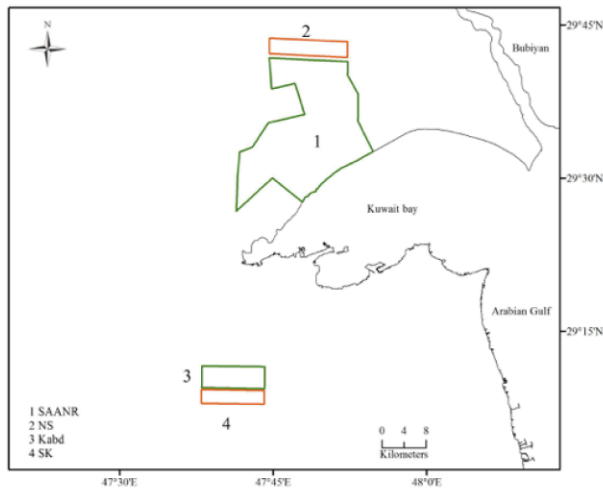 N
2
29°45'N
Bubiyan
1
29°30'N
Kuwait bay
29°15'N
Arabian Gulf
3
4
1 SAANR
2 NS
3 Kabd
4 SK
0 4 8
Kilometers
47°30'E
47°45'E
48°0'E